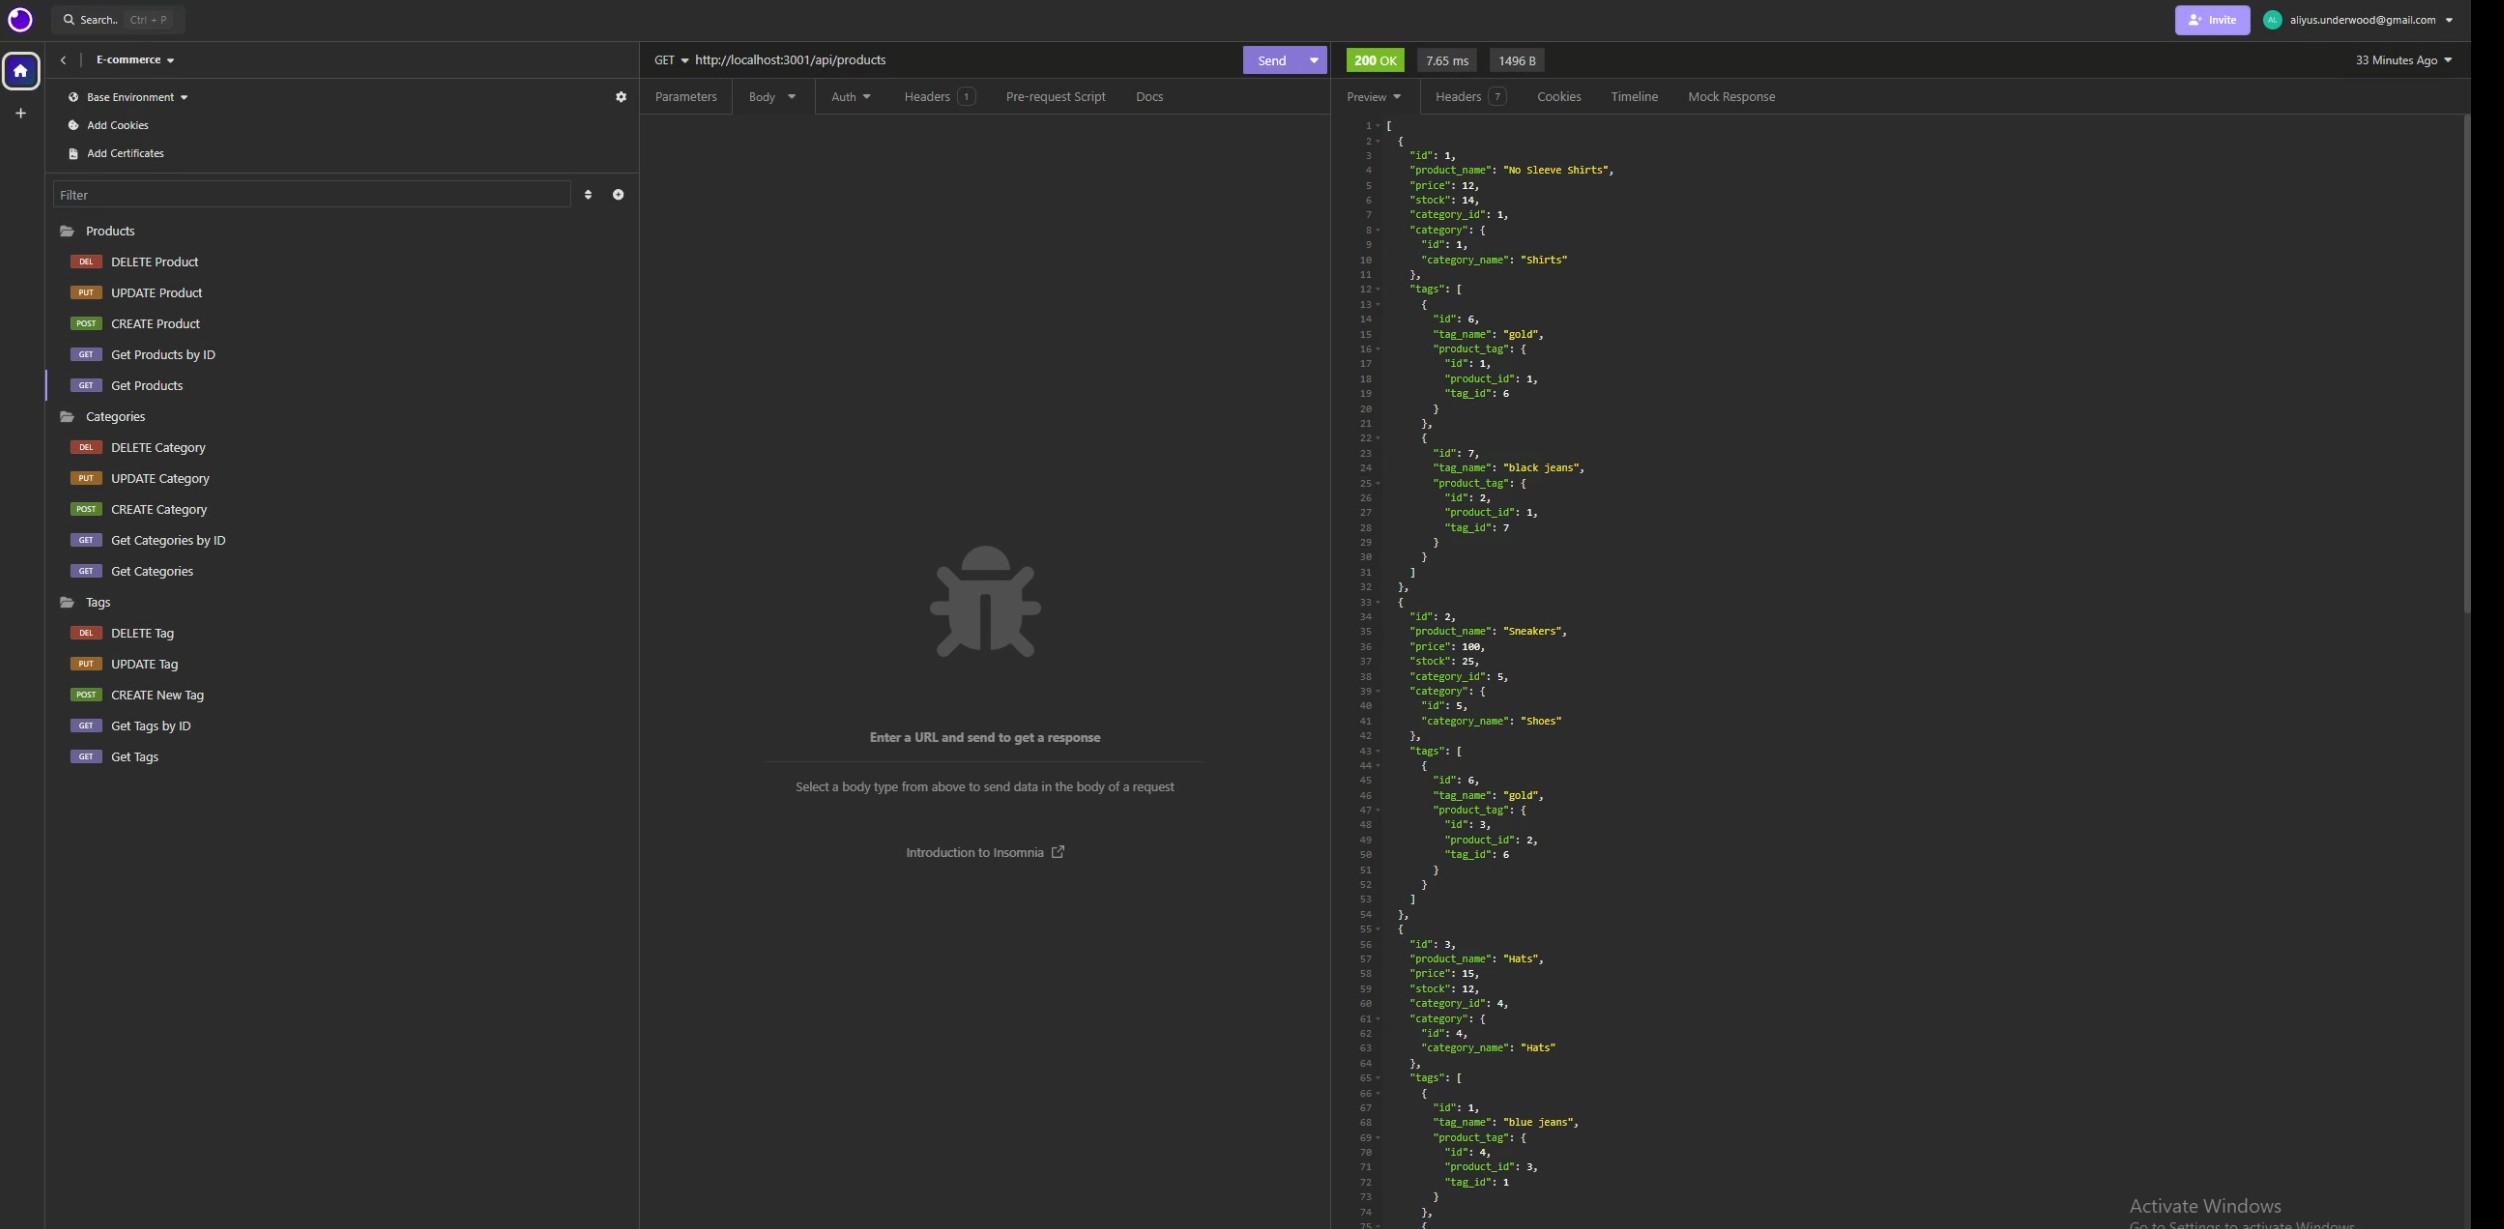 Search.. Ctrl + P
Invite
AL aliyus.underwood@gmail.com
E-commerce
Base Environment
Add Cookies
Add Certificates
Filter
Products
DEL DELETE Product
PUT UPDATE Product
POST CREATE Product
GET Get Products by ID
GET Get Products
Categories
DEL DELETE Category
PUT UPDATE Category
POST CREATE Category
GET Get Categories by ID
GET Get Categories
Tags
DEL DELETE Tag
PUT UPDATE Tag
POST CREATE New Tag
GET Get Tags by ID
GET Get Tags
GET http://localhost:3001/api/products Send
Parameters Body Auth Headers 1 Pre-request Script Docs
Enter a URL and send to get a response
Select a body type from above to send data in the body of a request
Introduction to Insomnia
200 OK 7.65 ms 1496 B 33 Minutes Ago
Preview Headers 7 Cookies Timeline Mock Response
1 [
2 {
3 "id": 1,
4 "product_name": "No Sleeve Shirts",
5 "price": 12,
6 "stock": 14,
7 "category_id": 1,
8 "category": {
9 "id": 1,
10 "category_name": "Shirts"
11 },
12 "tags": [
13 {
14 "id": 6,
15 "tag_name": "gold",
16 "product_tag": {
17 "id": 1,
18 "product_id": 1,
19 "tag_id": 6
20 }
21 },
22 {
23 "id": 7,
24 "tag_name": "black jeans",
25 "product_tag": {
26 "id": 2,
27 "product_id": 1,
28 "tag_id": 7
29 }
30 }
31 ]
32 },
33 {
34 "id": 2,
35 "product_name": "Sneakers",
36 "price": 100,
37 "stock": 25,
38 "category_id": 5,
39 "category": {
40 "id": 5,
41 "category_name": "Shoes"
42 },
43 "tags": [
44 {
45 "id": 6,
46 "tag_name": "gold",
47 "product_tag": {
48 "id": 3,
49 "product_id": 2,
50 "tag_id": 6
51 }
52 }
53 ]
54 },
55 {
56 "id": 3,
57 "product_name": "Hats",
58 "price": 15,
59 "stock": 12,
60 "category_id": 4,
61 "category": {
62 "id": 4,
63 "category_name": "Hats"
64 },
65 "tags": [
66 {
67 "id": 1,
68 "tag_name": "blue jeans",
69 "product_tag": {
70 "id": 4,
71 "product_id": 3,
72 "tag_id": 1
73 }
74 },
75 {
Activate Windows
Go to Settings to activate Windows.